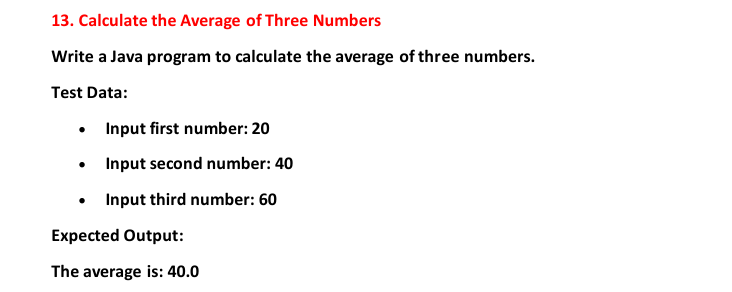 13. Calculate the Average of Three Numbers
Write a Java program to calculate the average of three numbers.
Test Data:
• Input first number: 20
• Input second number: 40
• Input third number: 60
Expected Output:
The average is: 40.0